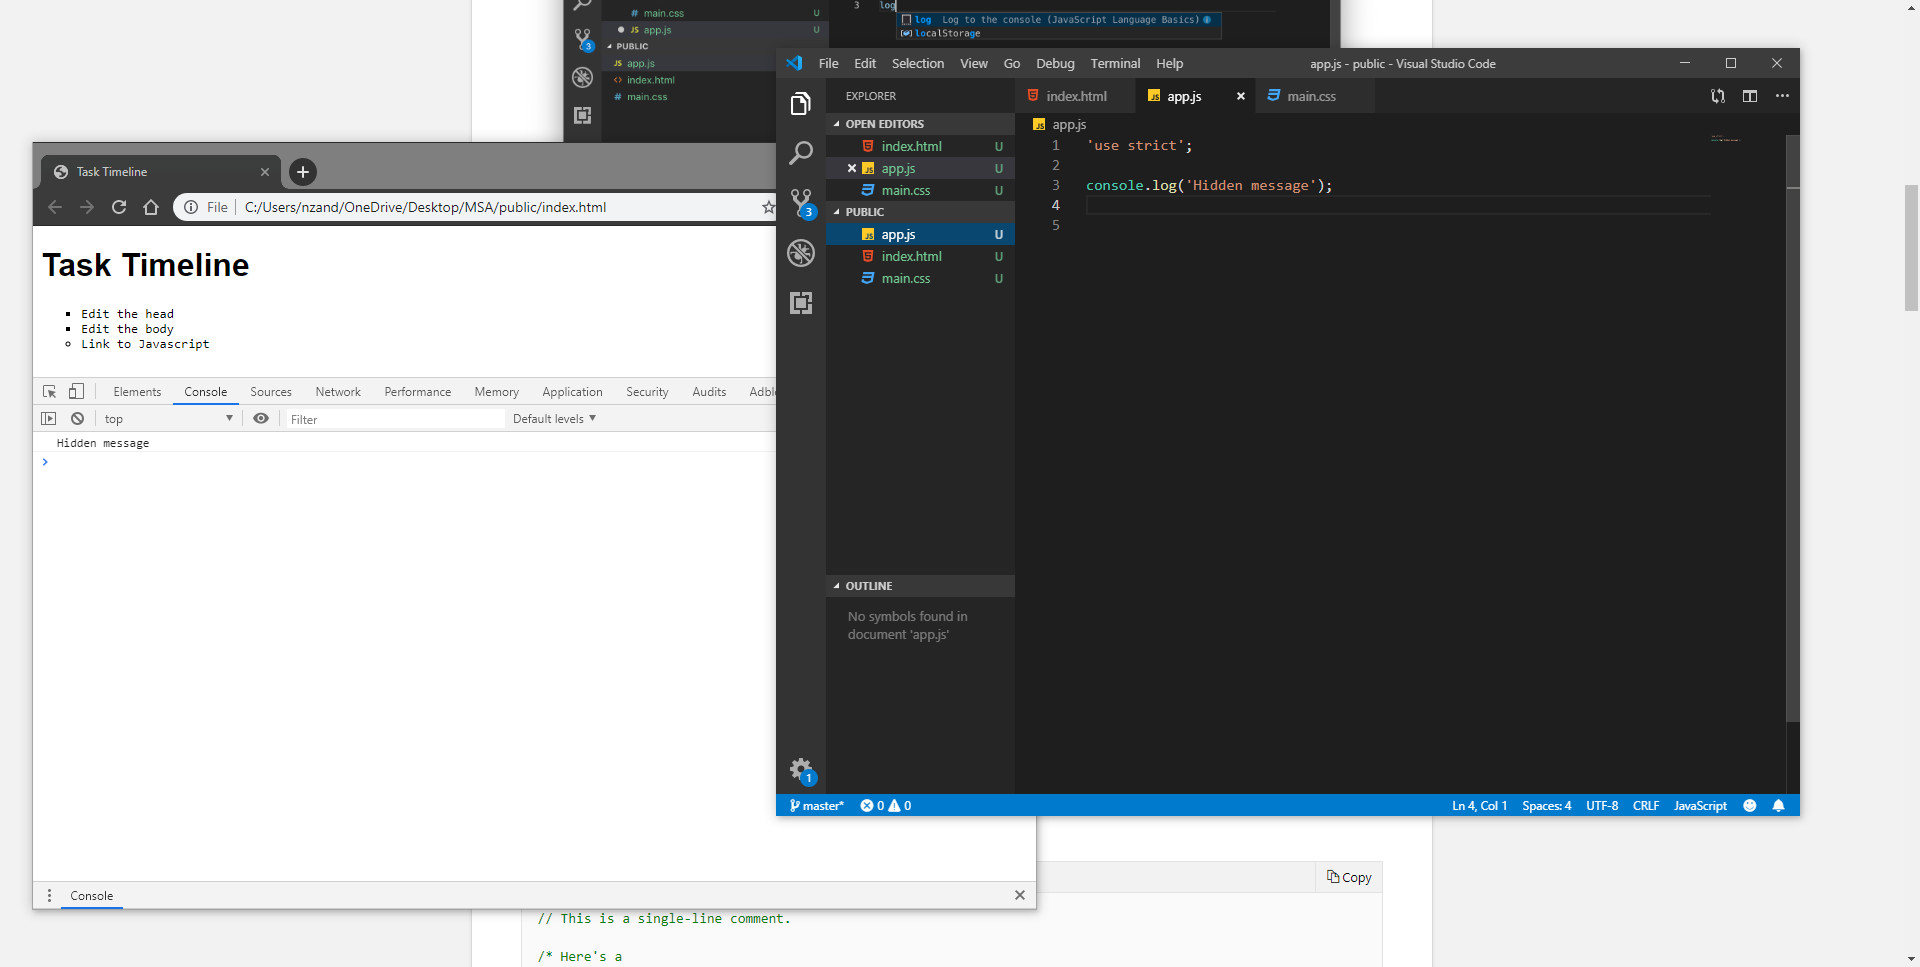 main.css U
app.js U
PUBLIC
app.js
index.html
main.css
3
3 log
log Log to the console (JavaScript Language Basics)
localStorage
Task Timeline
File C:/Users/nzand/OneDrive/Desktop/MSA/public/index.html
Task Timeline
Edit the head
Edit the body
Link to Javascript
Elements Console Sources Network Performance Memory Application Security Audits Adbl
top Filter Default levels
Hidden message
Console
File Edit Selection View Go Debug Terminal Help app.js - public - Visual Studio Code
EXPLORER
OPEN EDITORS
index.html U
app.js U
main.css U
3
PUBLIC
app.js U
index.html U
main.css U
OUTLINE
No symbols found in
document 'app.js'
1
index.html app.js main.css
app.js
1 'use strict';
2
3 console.log('Hidden message');
4
5
master* 0 0 Ln 4, Col 1 Spaces: 4 UTF-8 CRLF JavaScript
Copy
// This is a single-line comment.
/* Here's a